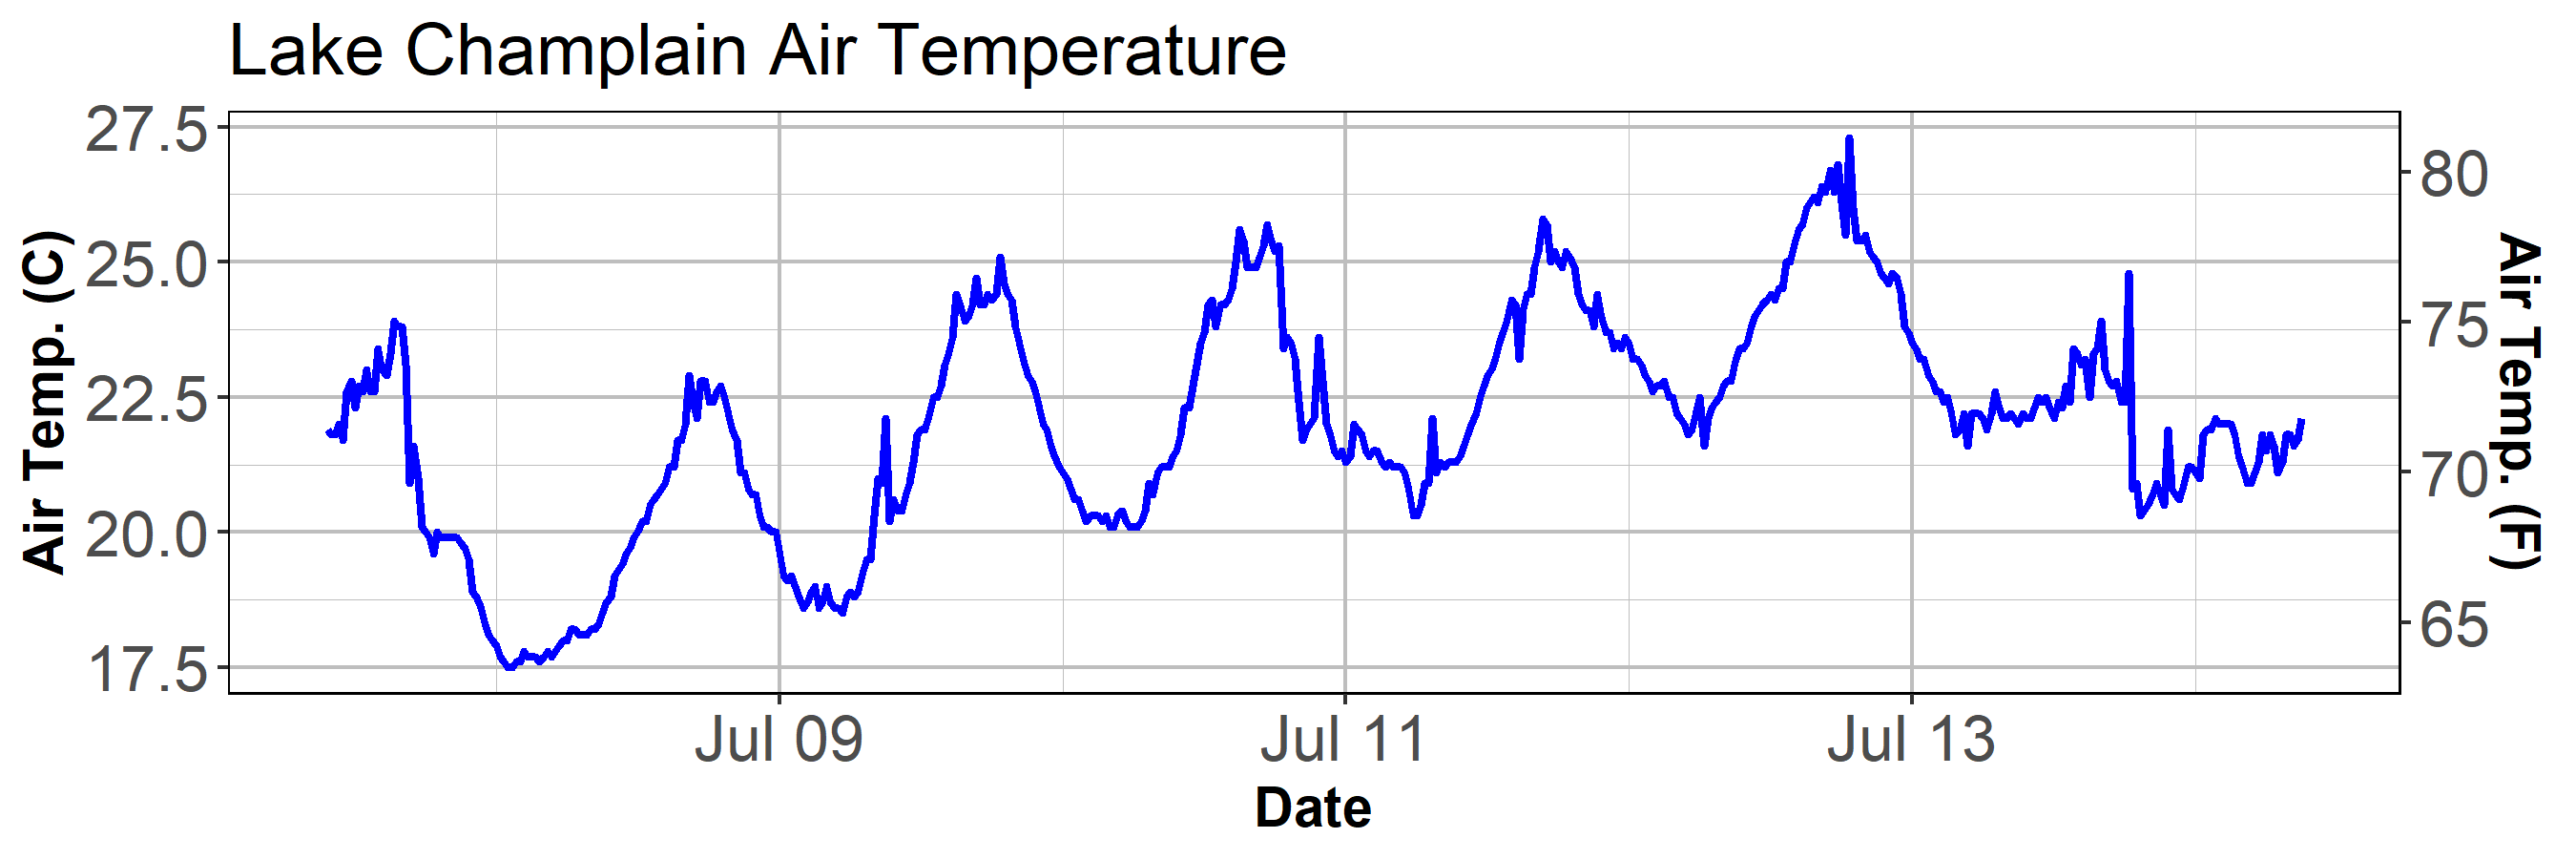 Lake Champlain Air Temperature
27.5
25.0
22.5
20.0
17.5
Air Temp. (C)
80
75
70
65
Air Temp. (F)
Jul 09 Jul 11 Jul 13
Date